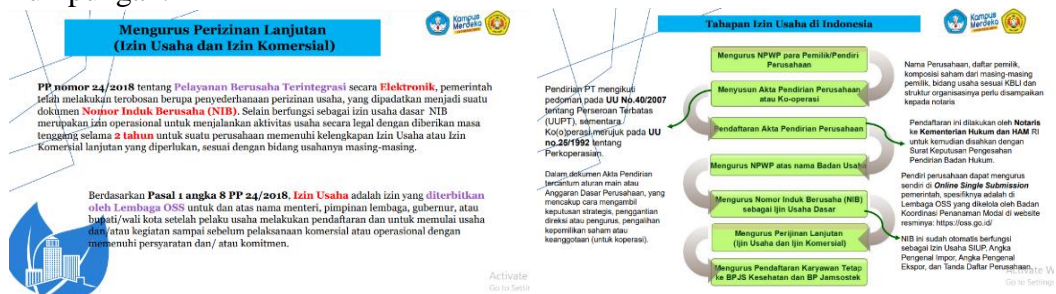 Mengurus Perizinan Lanjutan
(Izin Usaha dan Izin Komersial)
Kampus
Merdeka
PP nomor 24/2018 tentang Pelayanan Berusaha Terintegrasi secara Elektronik, pemerintah
telah melakukan terobosan berupa penyederhanaan perizinan usaha, yang dipadatkan menjadi suatu
dokumen Nomor Induk Berusaha (NIB). Selain berfungsi sebagai izin usaha dasar NIB
merupakan izin operasional untuk menjalankan aktivitas usaha secara legal dengan diberikan masa
tenggang selama 2 tahun untuk suatu perusahaan memenuhi kelengkapan Izin Usaha atau Izin
Komersial lanjutan yang diperlukan, sesuai dengan bidang usahanya masing-masing.
Berdasarkan Pasal 1 angka 8 PP 24/2018, Izin Usaha adalah izin yang diterbitkan
oleh Lembaga OSS untuk dan atas nama menteri, pimpinan lembaga, gubernur, atau
bupati/wali kota setelah pelaku usaha melakukan pendaftaran dan untuk memulai usaha
dan/atau kegiatan sampai sebelum pelaksanaan komersial atau operasional dengan
memenuhi persyaratan dan/ atau komitmen.
Activate
Go to Settin
Tahapan Izin Usaha di Indonesia
Kampus
Merdeka
Mengurus NPWP para Pemilik/Pendiri
Perusahaan
Menyusun Akta Pendirian Perusahaan
atau Ko-operasi
Pendaftaran Akta Pendirian Perusahaan
Mengurus NPWP atas nama Badan Usaha
Mengurus Nomor Induk Berusaha (NIB)
sebagai Ijin Usaha Dasar
Mengurus Perijinan Lanjutan
(Ijin Usaha dan Ijin Komersial)
Mengurus Pendaftaran Karyawan Tetap
ke BPJS Kesehatan dan BP Jamsostek
Pendirian PT mengikuti
pedoman pada UU No.40/2007
tentang Perseroan Terbatas
(UUPT), sementara
Ko(o)perasi merujuk pada UU
no.25/1992 tentang
Perkoperasian.
Dalam dokumen Akta Pendirian
tercantum aturan main atau
Anggaran Dasar Perusahaan, yang
mencakup cara mengambil
keputusan strategis, penggantian
direksi atau pengurus, pengalihan
kepemilikan saham atau
keanggotaan (untuk koperasi).
Nama Perusahaan, daftar pemilik,
komposisi saham dari masing-masing
pemilik, bidang usaha sesuai KBLI dan
struktur organisasinya perlu disampaikan
kepada notaris
Pendaftaran ini dilakukan oleh Notaris
ke Kementerian Hukum dan HAM RI
untuk kemudian disahkan dengan
Surat Keputusan Pengesahan
Pendirian Badan Hukum.
Pendiri perusahaan dapat mengurus
sendiri di Online Single Submission
pemerintah, spesifiknya adalah di
Lembaga OSS yang dikelola oleh Badan
Koordinasi Penanaman Modal di website
resminya: https://oss.go.id/
NIB ini sudah otomatis berfungsi
sebagai Izin Usaha SIUP, Angka
Pengenal Impor, Angka Pengenal
Ekspor, dan Tanda Daftar Perusahaan.
Activate W
Go to Settings